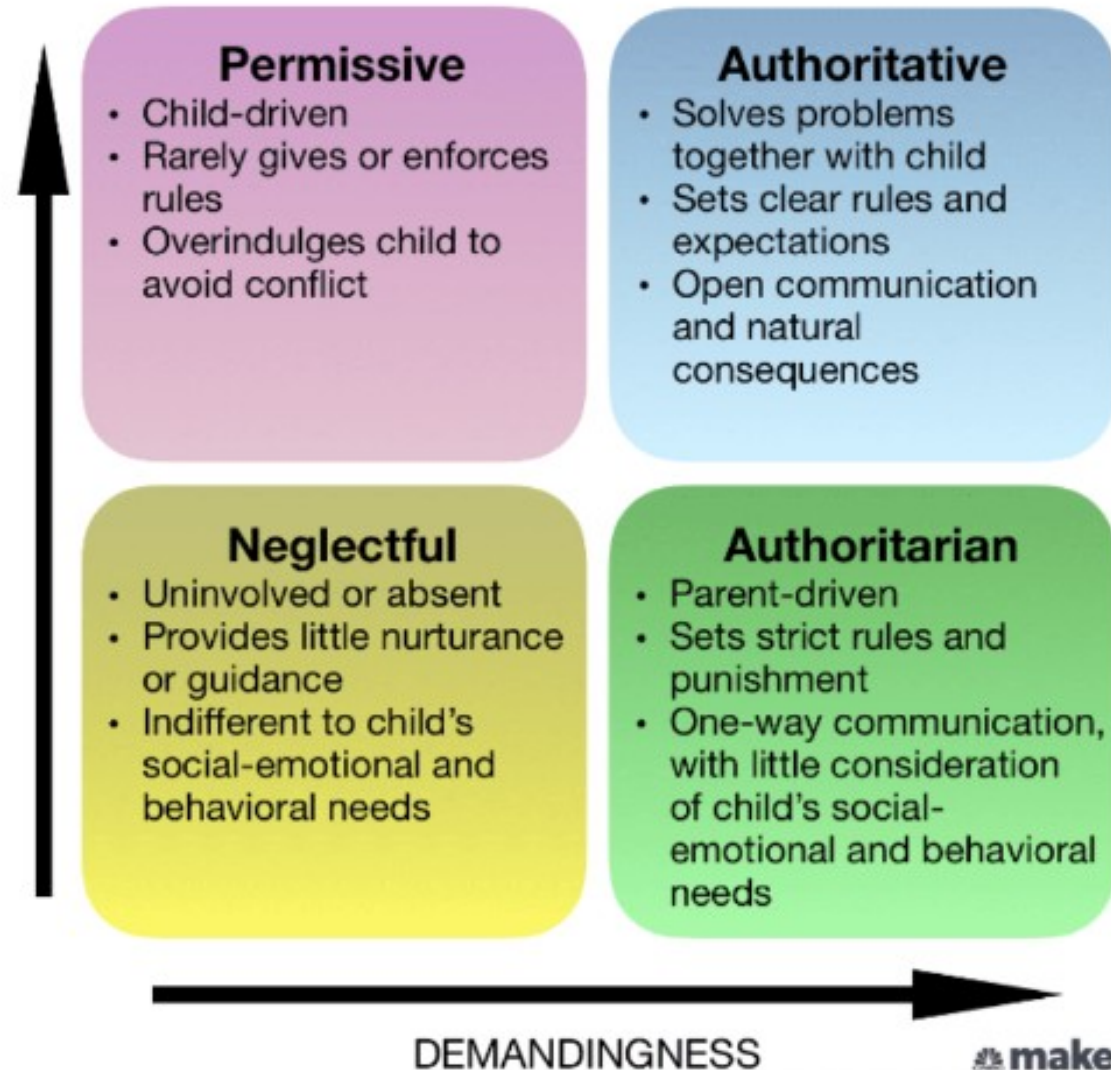 Permissive
• Child-driven
• Rarely gives or enforces
rules
• Overindulges child to
avoid conflict
Authoritative
• Solves problems
together with child
• Sets clear rules and
expectations
• Open communication
and natural
consequences
Neglectful
• Uninvolved or absent
• Provides little nurturance
or guidance
• Indifferent to child's
social-emotional and
behavioral needs
Authoritarian
• Parent-driven
• Sets strict rules and
punishment
• One-way communication,
with little consideration
of child's social-
emotional and behavioral
needs
DEMANDINGNESS
make